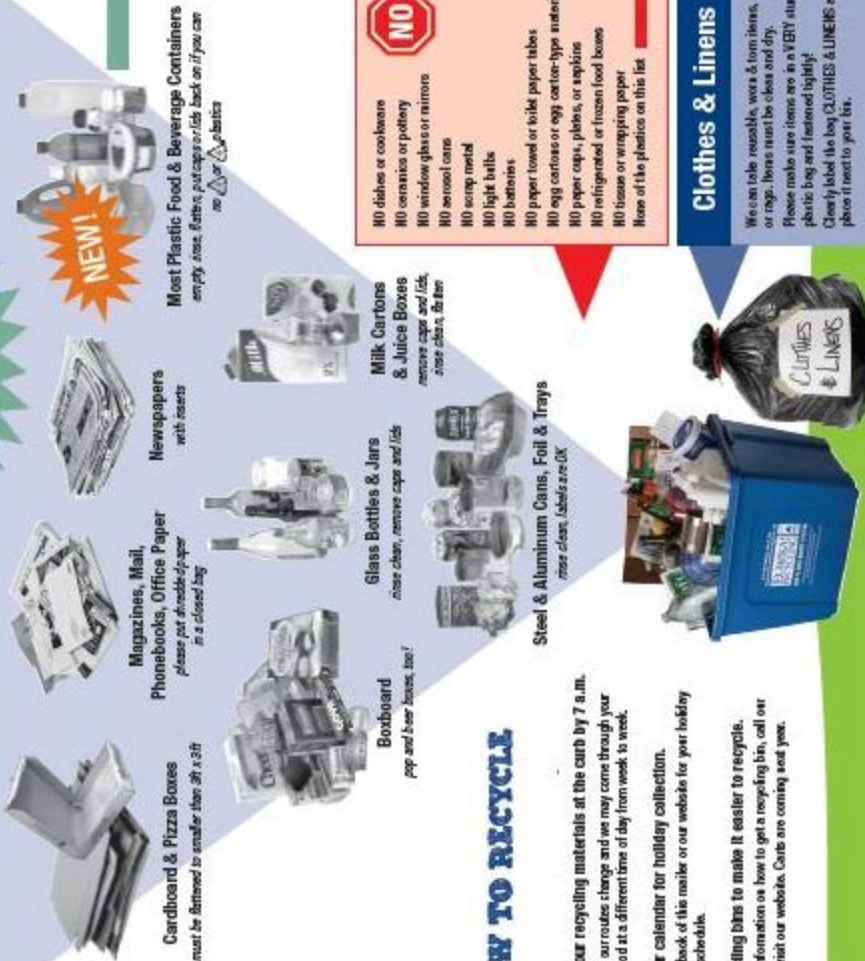 Cardboard & Pizza Boxes
must be flattened to smaller than 3ft x 3ft
Magazines, Mail,
Phonebooks, Office Paper
please put shredded paper
in a closed bag
Newspapers
with inserts
NEW!
Most Plastic Food & Beverage Containers
empty, rinse, flatten, put caps or lids back on if you can
no or plastics
Boxboard
pop and beer boxes, too!
Glass Bottles & Jars
rinse clean, remove caps and lids
Milk Cartons
& Juice Boxes
remove caps and lids,
rinse clean, flatten
Milk
Steel & Aluminum Cans, Foil & Trays
rinse clean, labels are OK
NO
NO dishes or cookware
NO ceramics or pottery
NO window glass or mirrors
NO aerosol cans
NO scrap metal
NO light bulbs
NO batteries
NO paper towel or toilet paper tubes
NO egg cartons or egg carton-type mater
NO paper cups, plates, or napkins
NO refrigerated or frozen food boxes
NO tissue or wrapping paper
None of the plastics on this list
Clothes & Linens
We can take reusable, worn & torn items,
or rags. Items must be clean and dry.
Please make sure items are in a VERY stu
plastic bag and fastened tightly!
Clearly label the bag CLOTHES & LINENS a
place it next to your bin.
CLOTHES
& LINENS
W TO RECYCLE
our recycling materials at the curb by 7 a.m.
our routes change and we may come through your
od at a different time of day from week to week.
r calendar for holiday collection.
back of this mailer or our website for your holiday
schedule.
ling bins to make it easier to recycle.
formation on how to get a recycling bin, call our
visit our website. Carts are coming next year.